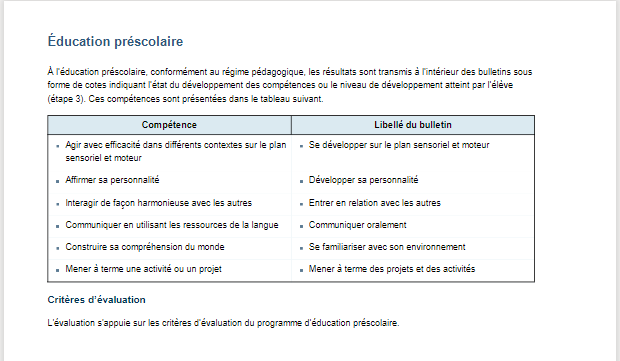 Éducation préscolaire
À l'éducation préscolaire, conformément au régime pédagogique, les résultats sont transmis à l'intérieur des bulletins sous
forme de cotes indiquant l'état du développement des compétences ou le niveau de développement atteint par l'élève
(étape 3). Ces compétences sont présentées dans le tableau suivant.
Compétence
Libellé du bulletin
Agir avec efficacité dans différents contextes sur le plan
sensoriel et moteur
Se développer sur le plan sensoriel et moteur
Affirmer sa personnalité
Développer sa personnalité
Interagir de façon harmonieuse avec les autres
Entrer en relation avec les autres
Communiquer en utilisant les ressources de la langue
Communiquer oralement
Construire sa compréhension du monde
Se familiariser avec son environnement
Mener à terme une activité ou un projet
Mener à terme des projets et des activités
Critères d'évaluation
L'évaluation s'appuie sur les critères d'évaluation du programme d'éducation préscolaire.